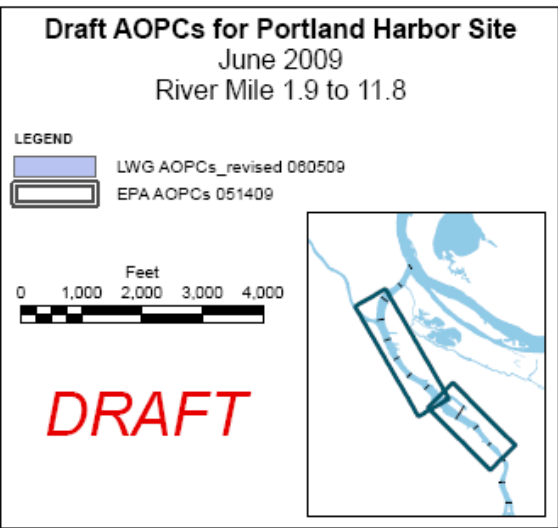 Draft AOPCs for Portland Harbor Site
June 2009
River Mile 1.9 to 11.8
LEGEND
LWG AOPCs_revised 060509
EPA AOPCs 051409
Feet
0 1,000 2,000 3,000 4,000
DRAFT